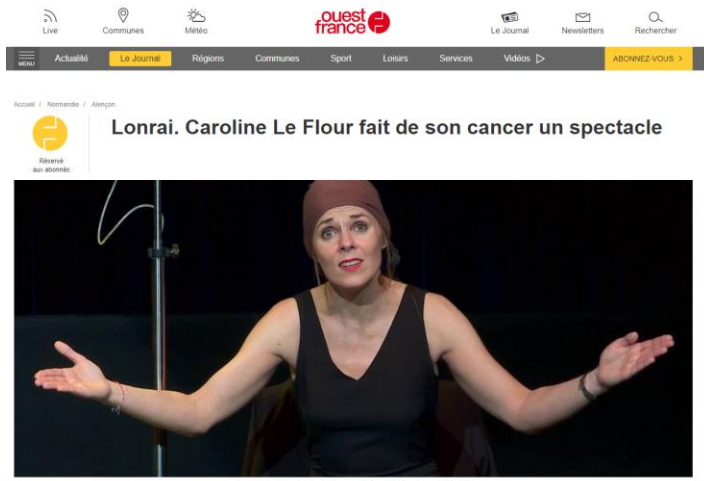 Live
Communes
Météo
ouest
france
Le Journal
Newsletters
Rechercher
MENU
Actualité
Le Journal
Régions
Communes
Sport
Loisirs
Services
Vidéos
ABONNEZ-VOUS >
Accueil / Normandie / Alençon
Réservé
aux abonnés
Lonrai. Caroline Le Flour fait de son cancer un spectacle